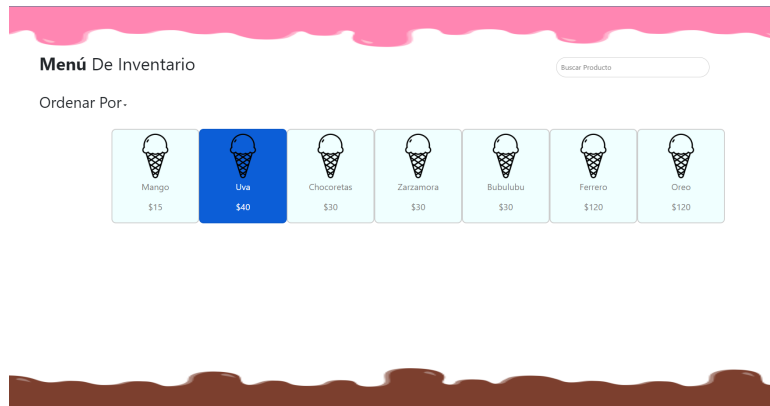 Menú De Inventario
Buscar Producto
Ordenar Por
Mango
Uva
Chocoretas
Zarzamora
Bubulubu
Ferrero
Oreo
$15
$40
$30
$30
$30
$120
$120